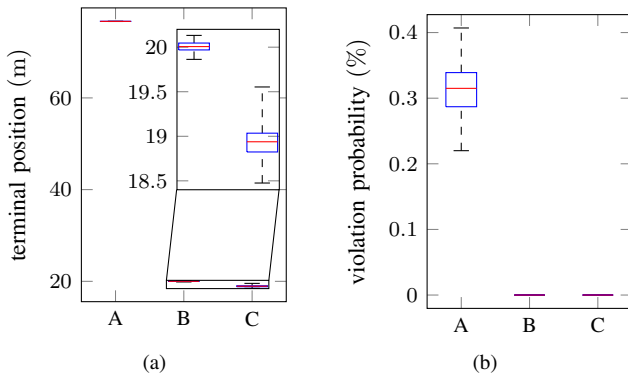 terminal position (m)
60
40
20
20
19.5
19
18.5
A B C
(a)
violation probability (%)
0.4
0.3
0.2
0.1
0
A B C
(b)